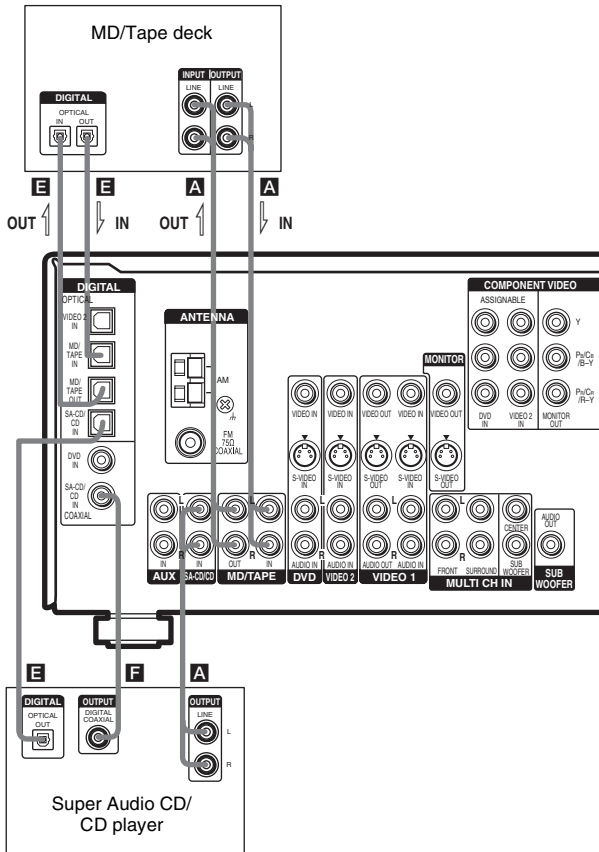 MD/Tape deck
INPUT OUTPUT
LINE LINE
L
R
DIGITAL
OPTICAL
IN OUT
E E A A
OUT IN OUT IN
DIGITAL
OPTICAL
VIDEO 2
IN
MD/
TAPE
IN
MD/
TAPE
OUT
SA-CD/
CD
IN
DVD
IN
SA-CD/
CD
IN
COAXIAL
ANTENNA
AM
FM
75Ω
COAXIAL
COMPONENT VIDEO
ASSIGNABLE
Y
PB/CB
/B–Y
PR/CR
/R–Y
DVD
IN
VIDEO 2
IN
MONITOR
OUT
MONITOR
VIDEO IN VIDEO IN VIDEO OUT VIDEO IN VIDEO OUT
S-VIDEO
IN
S-VIDEO
IN
S-VIDEO
OUT
S-VIDEO
IN
S-VIDEO
OUT
L L L L L
R R R R R
IN IN OUT IN AUDIO IN AUDIO IN AUDIO OUT AUDIO IN
AUX SA-CD/CD MD/TAPE DVD VIDEO 2 VIDEO 1
CENTER
FRONT SURROUND
SUB
WOOFER
MULTI CH IN
AUDIO
OUT
SUB
WOOFER
E F A
DIGITAL
OPTICAL
OUT
OUTPUT
DIGITAL
COAXIAL
OUTPUT
LINE
L
R
Super Audio CD/
CD player